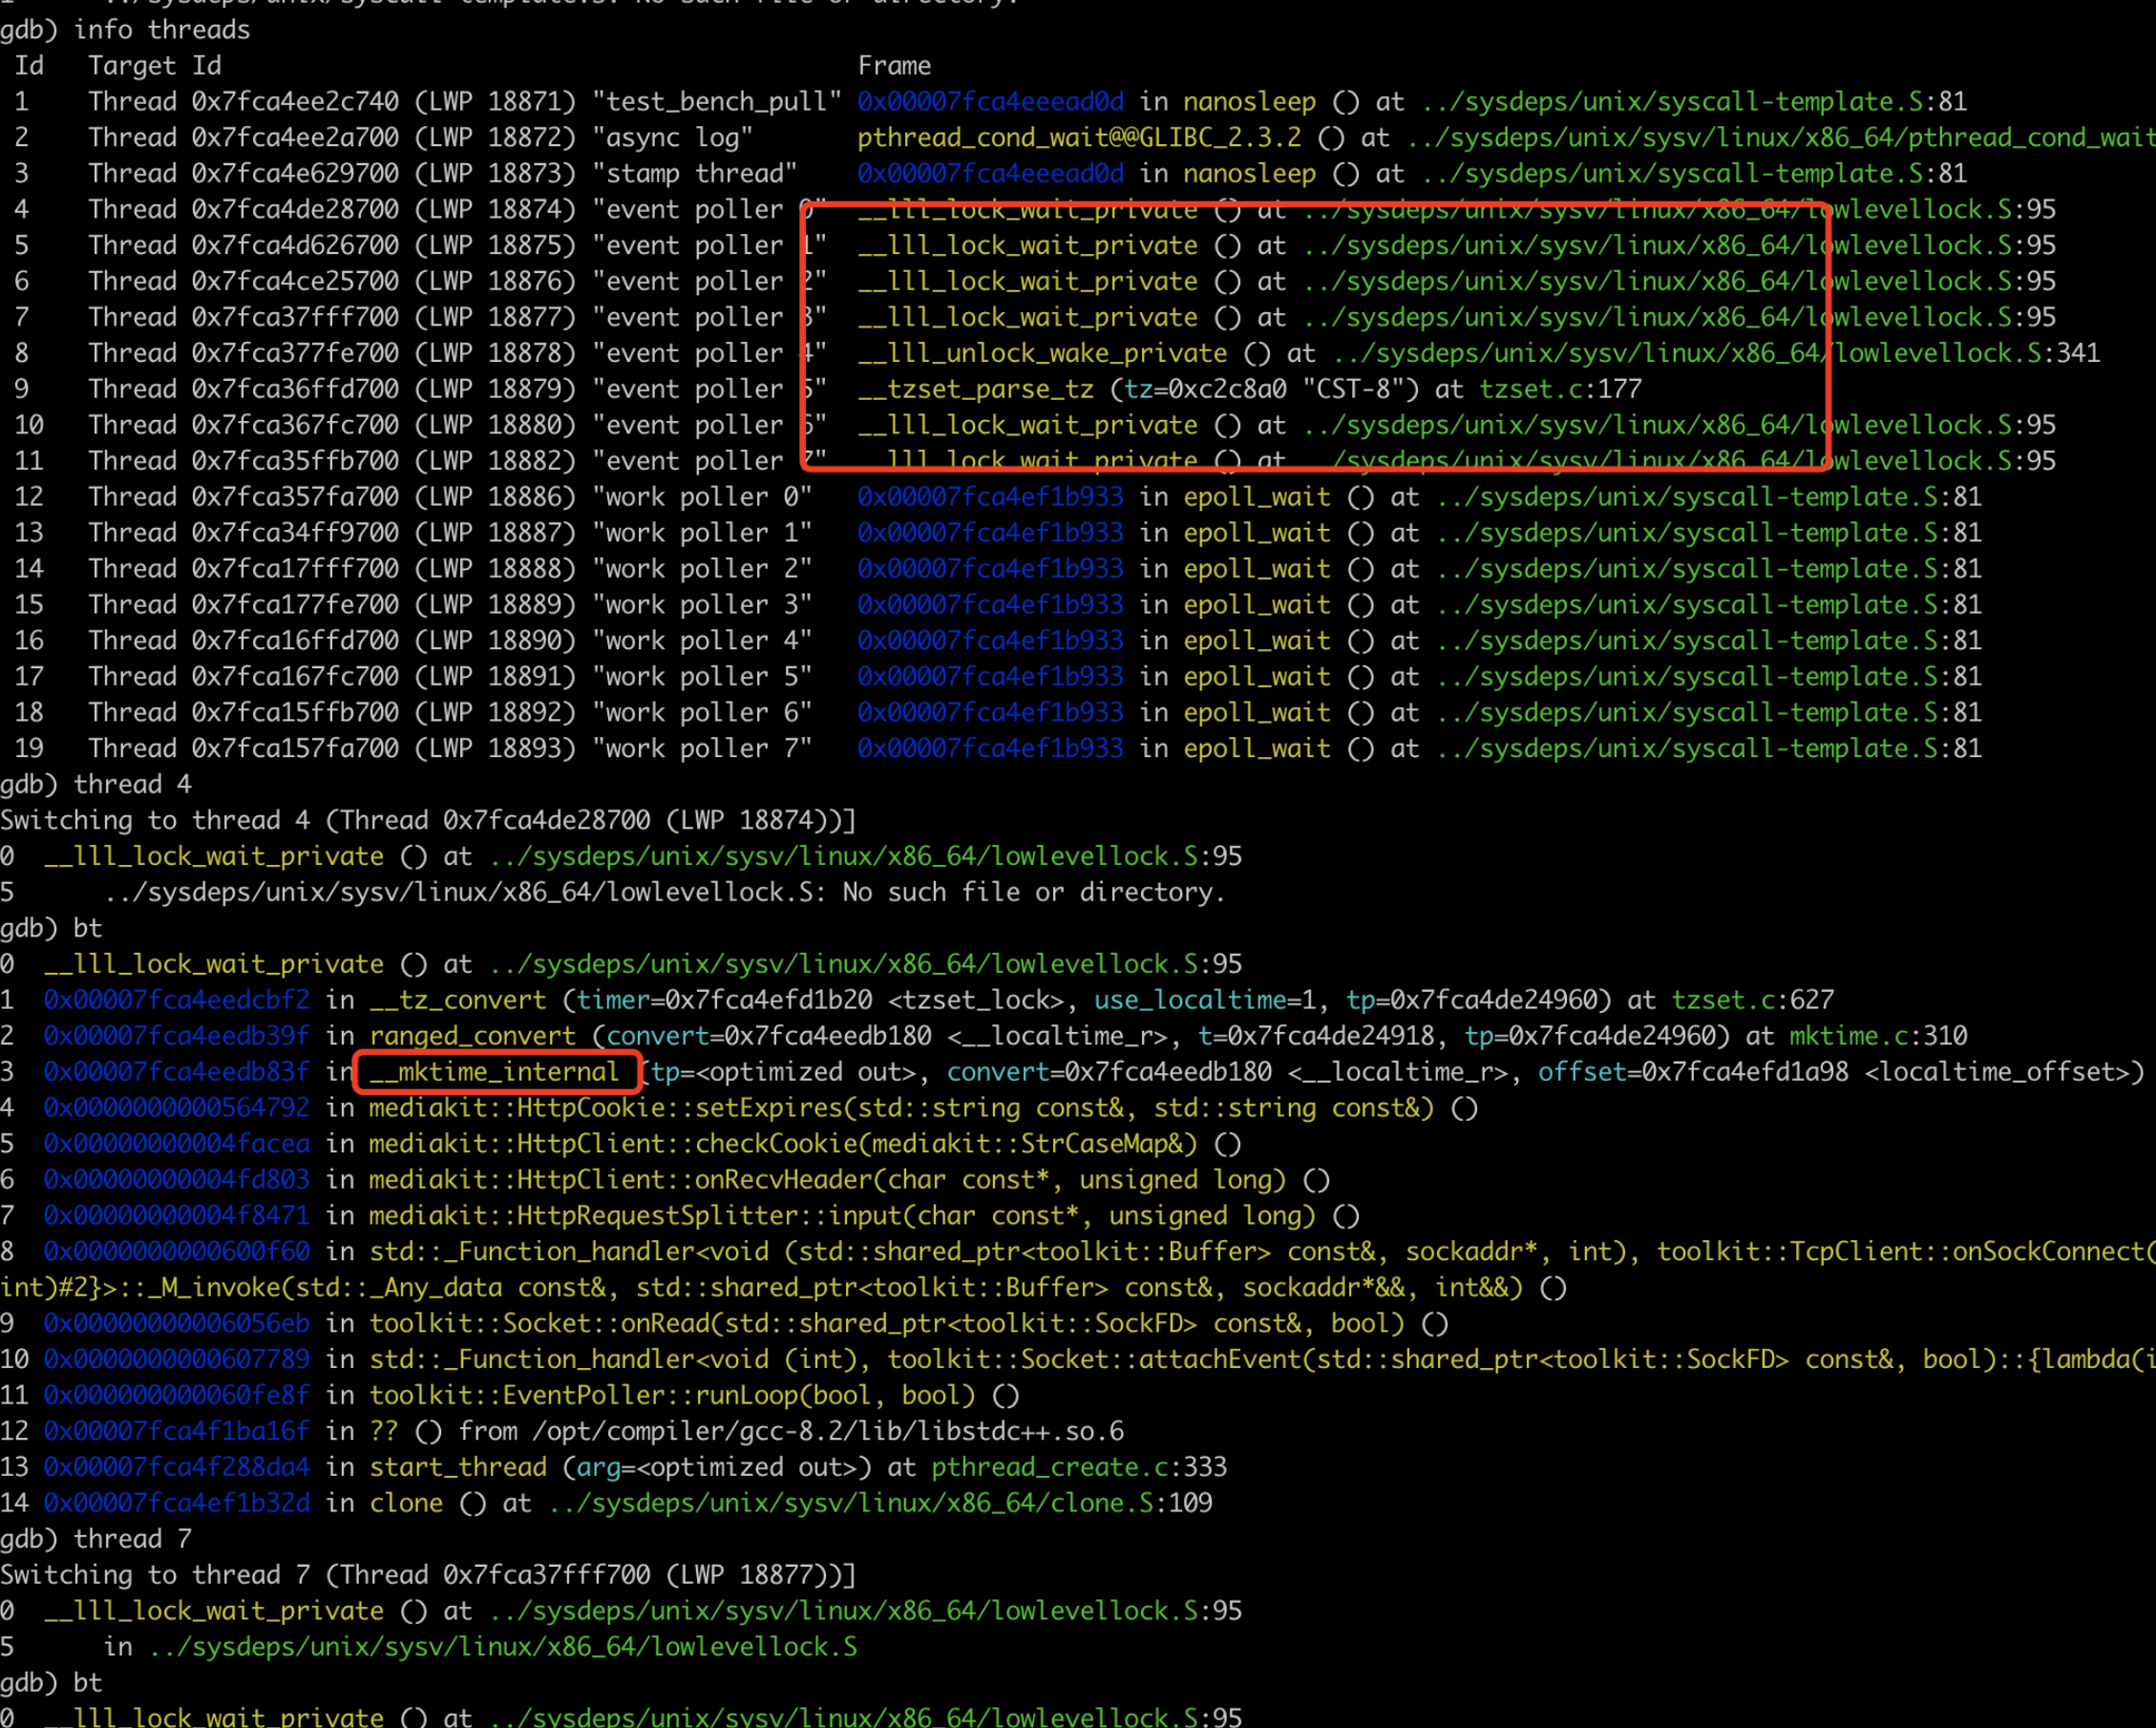 ../sysdeps/unix/syscall-template.S: No such file or directory.
gdb) info threads
Id   Target Id                                   Frame
1    Thread 0x7fca4ee2c740 (LWP 18871) "test_bench_pull" 0x00007fca4eeead0d in nanosleep () at ../sysdeps/unix/syscall-template.S:81
2    Thread 0x7fca4ee2a700 (LWP 18872) "async log"       pthread_cond_wait@@GLIBC_2.3.2 () at ../sysdeps/unix/sysv/linux/x86_64/pthread_cond_wait
3    Thread 0x7fca4e629700 (LWP 18873) "stamp thread"    0x00007fca4eeead0d in nanosleep () at ../sysdeps/unix/syscall-template.S:81
4    Thread 0x7fca4de28700 (LWP 18874) "event poller 0"  __lll_lock_wait_private () at ../sysdeps/unix/sysv/linux/x86_64/lowlevellock.S:95
5    Thread 0x7fca4d626700 (LWP 18875) "event poller 1"  __lll_lock_wait_private () at ../sysdeps/unix/sysv/linux/x86_64/lowlevellock.S:95
6    Thread 0x7fca4ce25700 (LWP 18876) "event poller 2"  __lll_lock_wait_private () at ../sysdeps/unix/sysv/linux/x86_64/lowlevellock.S:95
7    Thread 0x7fca37fff700 (LWP 18877) "event poller 3"  __lll_lock_wait_private () at ../sysdeps/unix/sysv/linux/x86_64/lowlevellock.S:95
8    Thread 0x7fca377fe700 (LWP 18878) "event poller 4"  __lll_unlock_wake_private () at ../sysdeps/unix/sysv/linux/x86_64/lowlevellock.S:341
9    Thread 0x7fca36ffd700 (LWP 18879) "event poller 5"  __tzset_parse_tz (tz=0xc2c8a0 "CST-8") at tzset.c:177
10   Thread 0x7fca367fc700 (LWP 18880) "event poller 6"  __lll_lock_wait_private () at ../sysdeps/unix/sysv/linux/x86_64/lowlevellock.S:95
11   Thread 0x7fca35ffb700 (LWP 18882) "event poller 7"  __lll_lock_wait_private () at ../sysdeps/unix/sysv/linux/x86_64/lowlevellock.S:95
12   Thread 0x7fca357fa700 (LWP 18886) "work poller 0"   0x00007fca4ef1b933 in epoll_wait () at ../sysdeps/unix/syscall-template.S:81
13   Thread 0x7fca34ff9700 (LWP 18887) "work poller 1"   0x00007fca4ef1b933 in epoll_wait () at ../sysdeps/unix/syscall-template.S:81
14   Thread 0x7fca17fff700 (LWP 18888) "work poller 2"   0x00007fca4ef1b933 in epoll_wait () at ../sysdeps/unix/syscall-template.S:81
15   Thread 0x7fca177fe700 (LWP 18889) "work poller 3"   0x00007fca4ef1b933 in epoll_wait () at ../sysdeps/unix/syscall-template.S:81
16   Thread 0x7fca16ffd700 (LWP 18890) "work poller 4"   0x00007fca4ef1b933 in epoll_wait () at ../sysdeps/unix/syscall-template.S:81
17   Thread 0x7fca167fc700 (LWP 18891) "work poller 5"   0x00007fca4ef1b933 in epoll_wait () at ../sysdeps/unix/syscall-template.S:81
18   Thread 0x7fca15ffb700 (LWP 18892) "work poller 6"   0x00007fca4ef1b933 in epoll_wait () at ../sysdeps/unix/syscall-template.S:81
19   Thread 0x7fca157fa700 (LWP 18893) "work poller 7"   0x00007fca4ef1b933 in epoll_wait () at ../sysdeps/unix/syscall-template.S:81
gdb) thread 4
Switching to thread 4 (Thread 0x7fca4de28700 (LWP 18874))]
0  __lll_lock_wait_private () at ../sysdeps/unix/sysv/linux/x86_64/lowlevellock.S:95
5      ../sysdeps/unix/sysv/linux/x86_64/lowlevellock.S: No such file or directory.
gdb) bt
0  __lll_lock_wait_private () at ../sysdeps/unix/sysv/linux/x86_64/lowlevellock.S:95
1  0x00007fca4eedcbf2 in __tz_convert (timer=0x7fca4efd1b20 <tzset_lock>, use_localtime=1, tp=0x7fca4de24960) at tzset.c:627
2  0x00007fca4eedb39f in ranged_convert (convert=0x7fca4eedb180 <__localtime_r>, t=0x7fca4de24918, tp=0x7fca4de24960) at mktime.c:310
3  0x00007fca4eedb83f in __mktime_internal (tp=<optimized out>, convert=0x7fca4eedb180 <__localtime_r>, offset=0x7fca4efd1a98 <localtime_offset>)
4  0x0000000000564792 in mediakit::HttpCookie::setExpires(std::string const&, std::string const&) ()
5  0x00000000004facea in mediakit::HttpClient::checkCookie(mediakit::StrCaseMap&) ()
6  0x00000000004fd803 in mediakit::HttpClient::onRecvHeader(char const*, unsigned long) ()
7  0x00000000004f8471 in mediakit::HttpRequestSplitter::input(char const*, unsigned long) ()
8  0x0000000000600f60 in std::_Function_handler<void (std::shared_ptr<toolkit::Buffer> const&, sockaddr*, int), toolkit::TcpClient::onSockConnect(
int)#2}>::_M_invoke(std::_Any_data const&, std::shared_ptr<toolkit::Buffer> const&, sockaddr*&&, int&&) ()
9  0x00000000006056eb in toolkit::Socket::onRead(std::shared_ptr<toolkit::SockFD> const&, bool) ()
10 0x0000000000607789 in std::_Function_handler<void (int), toolkit::Socket::attachEvent(std::shared_ptr<toolkit::SockFD> const&, bool)::{lambda(i
11 0x000000000060fe8f in toolkit::EventPoller::runLoop(bool, bool) ()
12 0x00007fca4f1ba16f in ?? () from /opt/compiler/gcc-8.2/lib/libstdc++.so.6
13 0x00007fca4f288da4 in start_thread (arg=<optimized out>) at pthread_create.c:333
14 0x00007fca4ef1b32d in clone () at ../sysdeps/unix/sysv/linux/x86_64/clone.S:109
gdb) thread 7
Switching to thread 7 (Thread 0x7fca37fff700 (LWP 18877))]
0  __lll_lock_wait_private () at ../sysdeps/unix/sysv/linux/x86_64/lowlevellock.S:95
5      in ../sysdeps/unix/sysv/linux/x86_64/lowlevellock.S
gdb) bt
0  __lll_lock_wait_private () at ../sysdeps/unix/sysv/linux/x86_64/lowlevellock.S:95